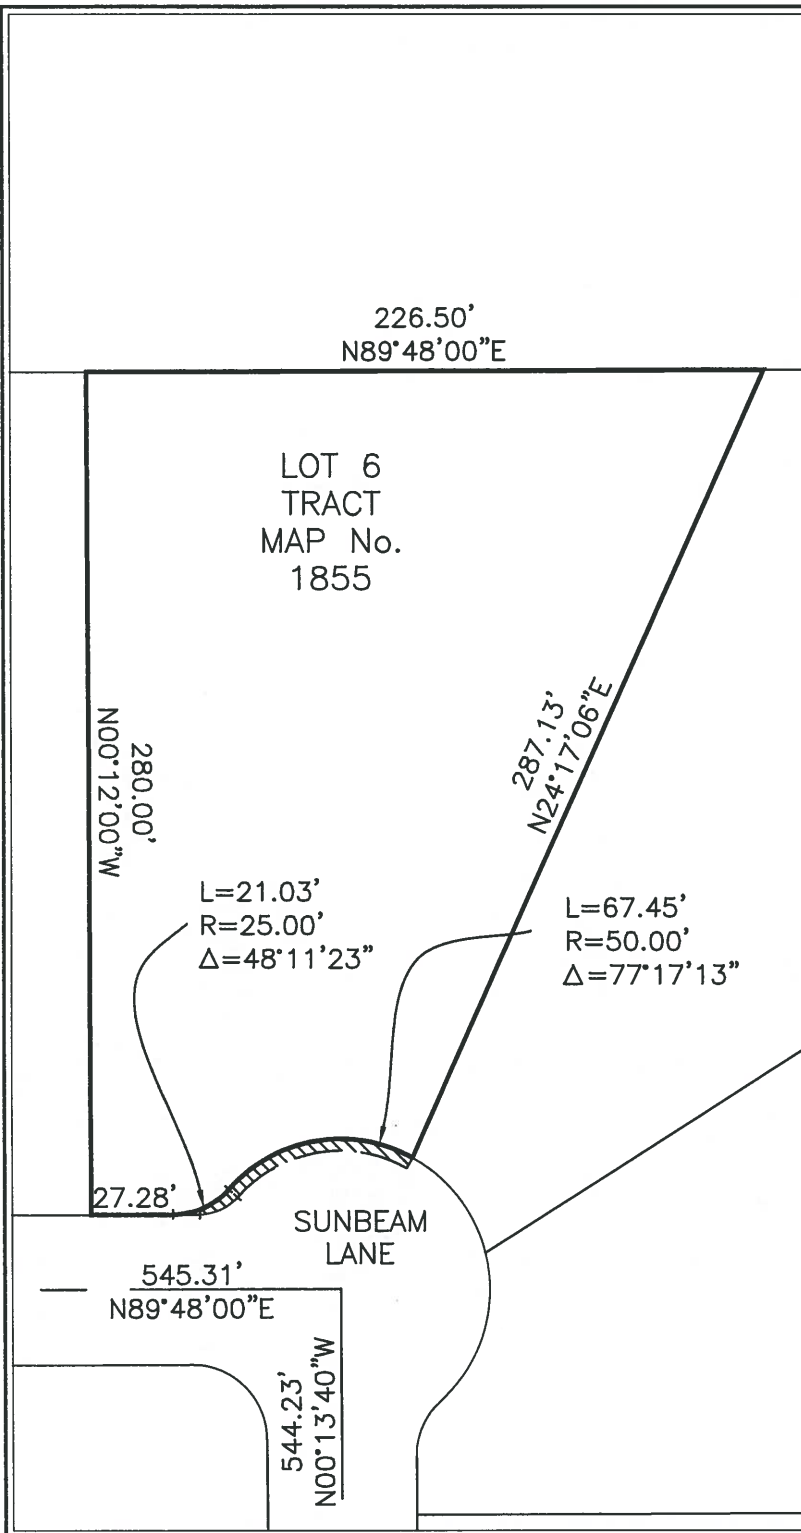 226.50'
N89°48'00"E
LOT 6
TRACT
MAP No.
1855
287.13'
N24°17'06"E
280.00'
N00°12'00"W
L=21.03'
R=25.00'
Δ=48°11'23"
L=67.45'
R=50.00'
Δ=77°17'13"
27.28'
SUNBEAM
LANE
545.31'
N89°48'00"E
544.23'
N00°13'40"W